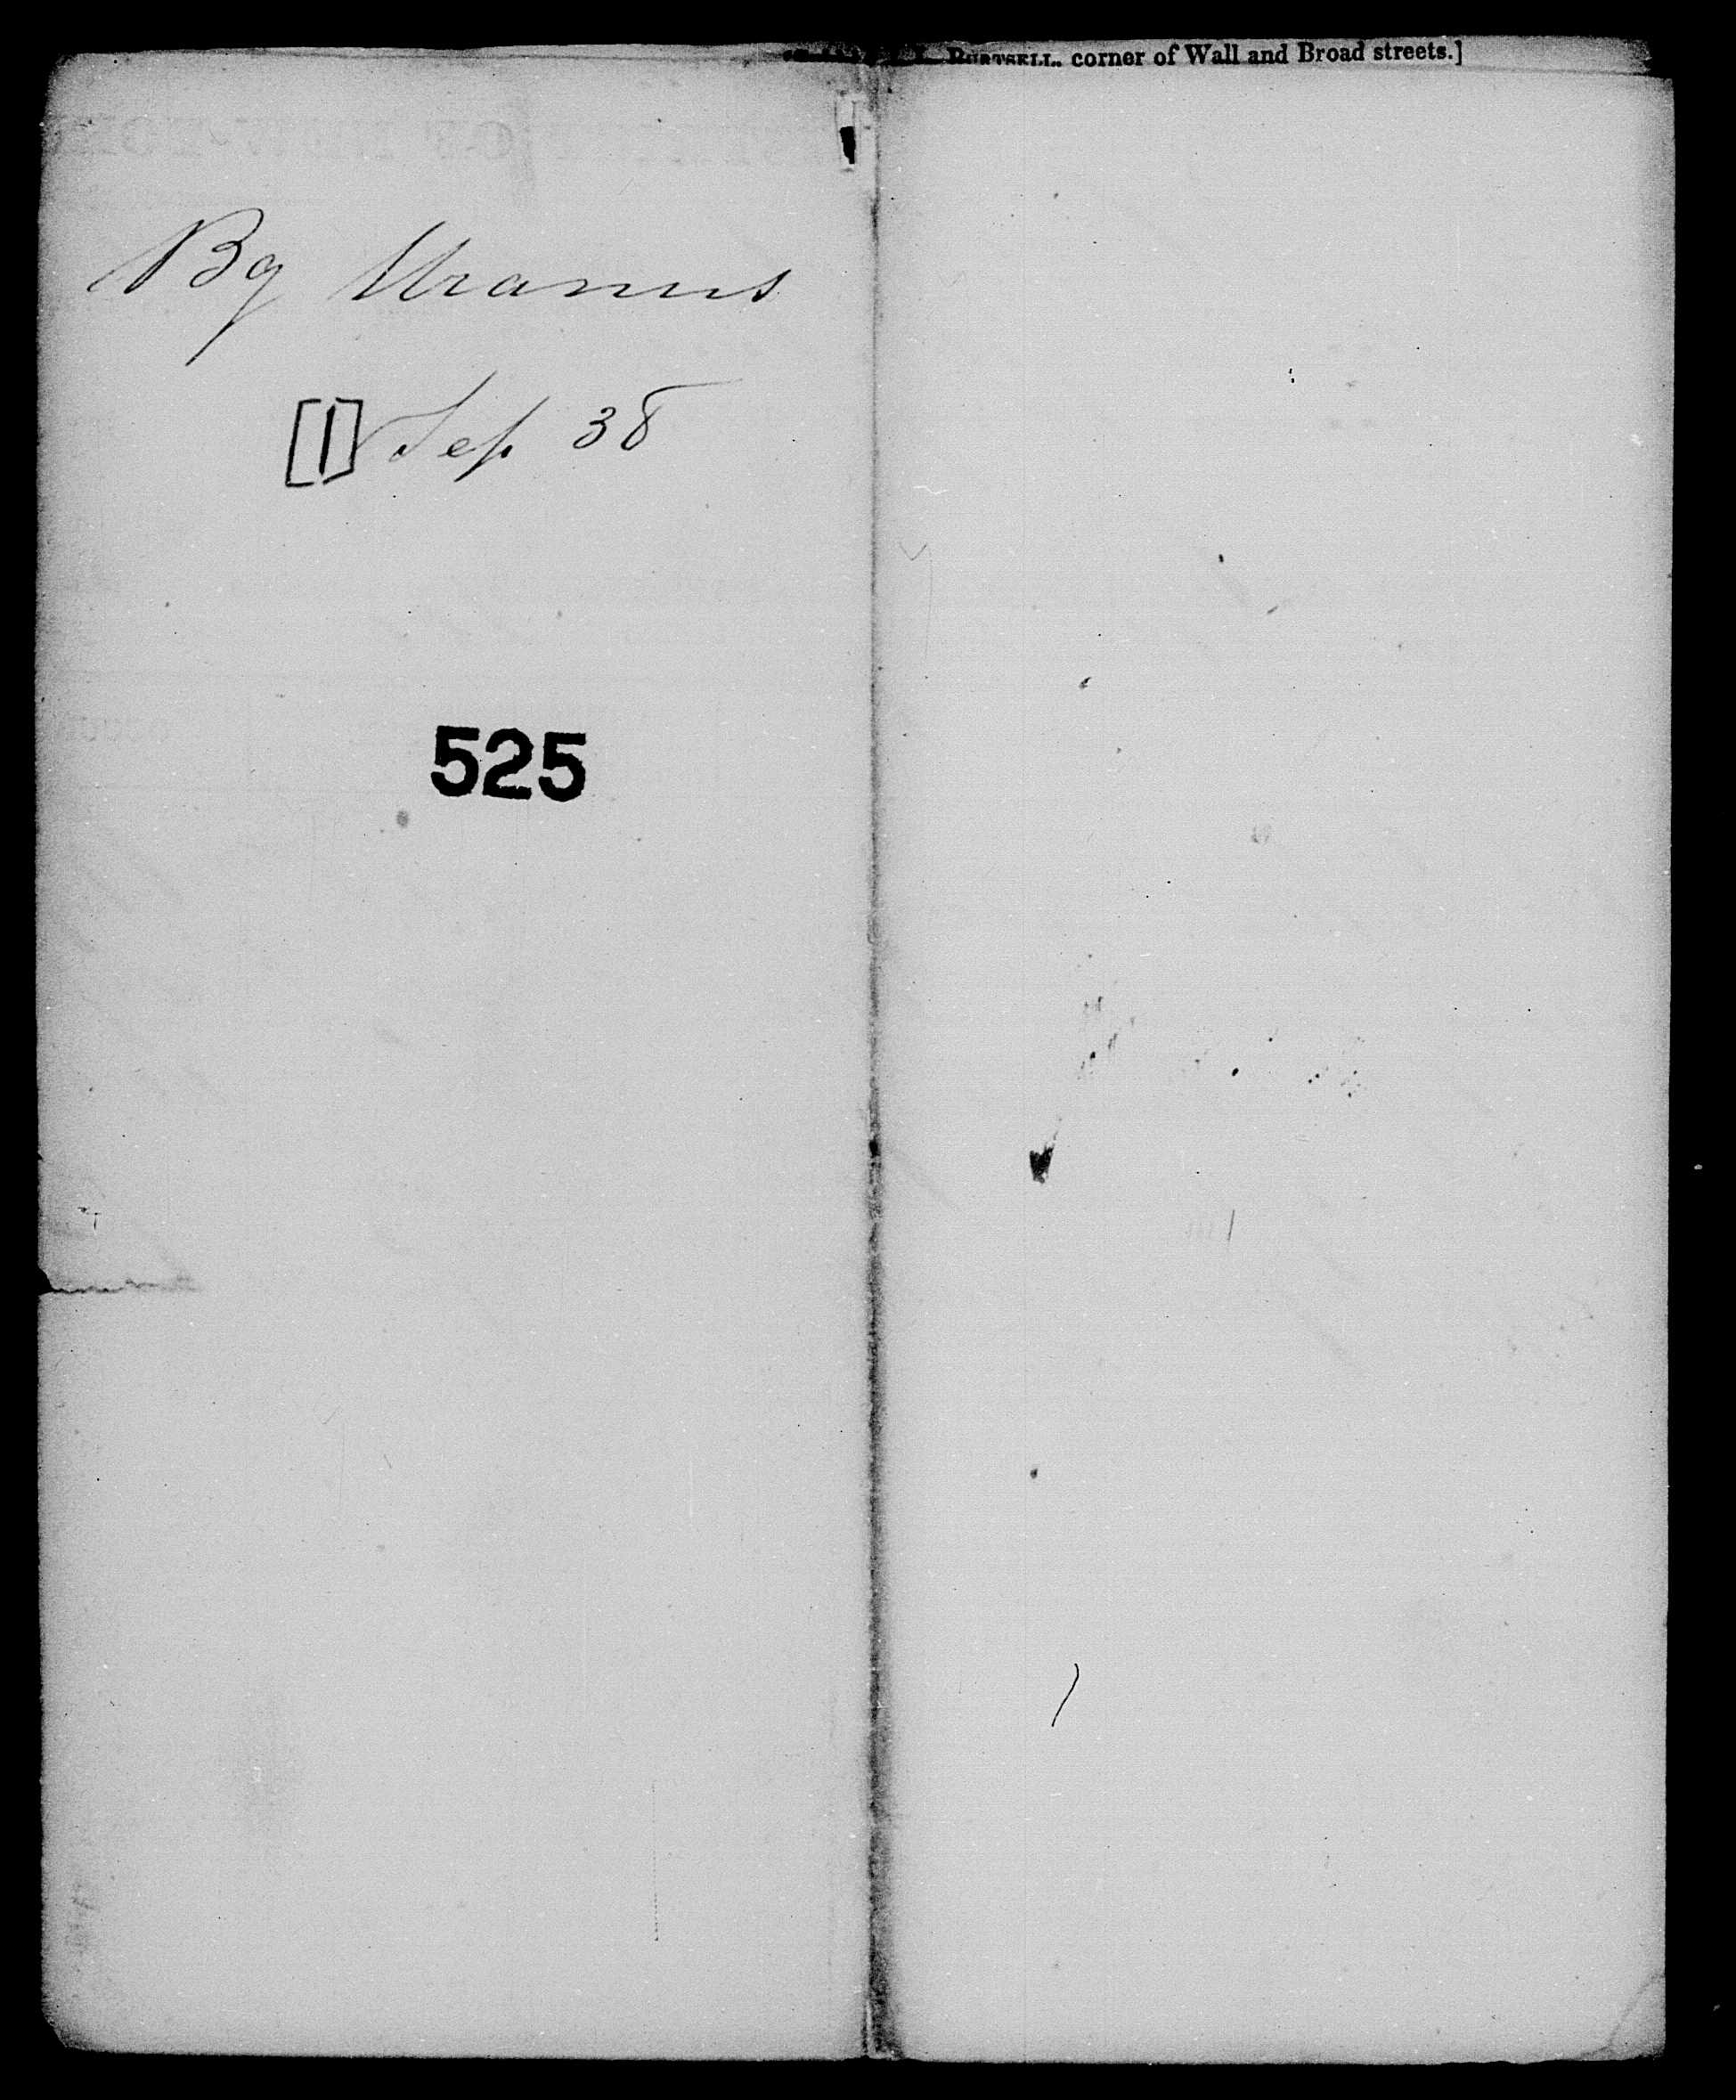 corner of Wall and Broad streets.]
Bg Uranus
[1] Sep 38
525